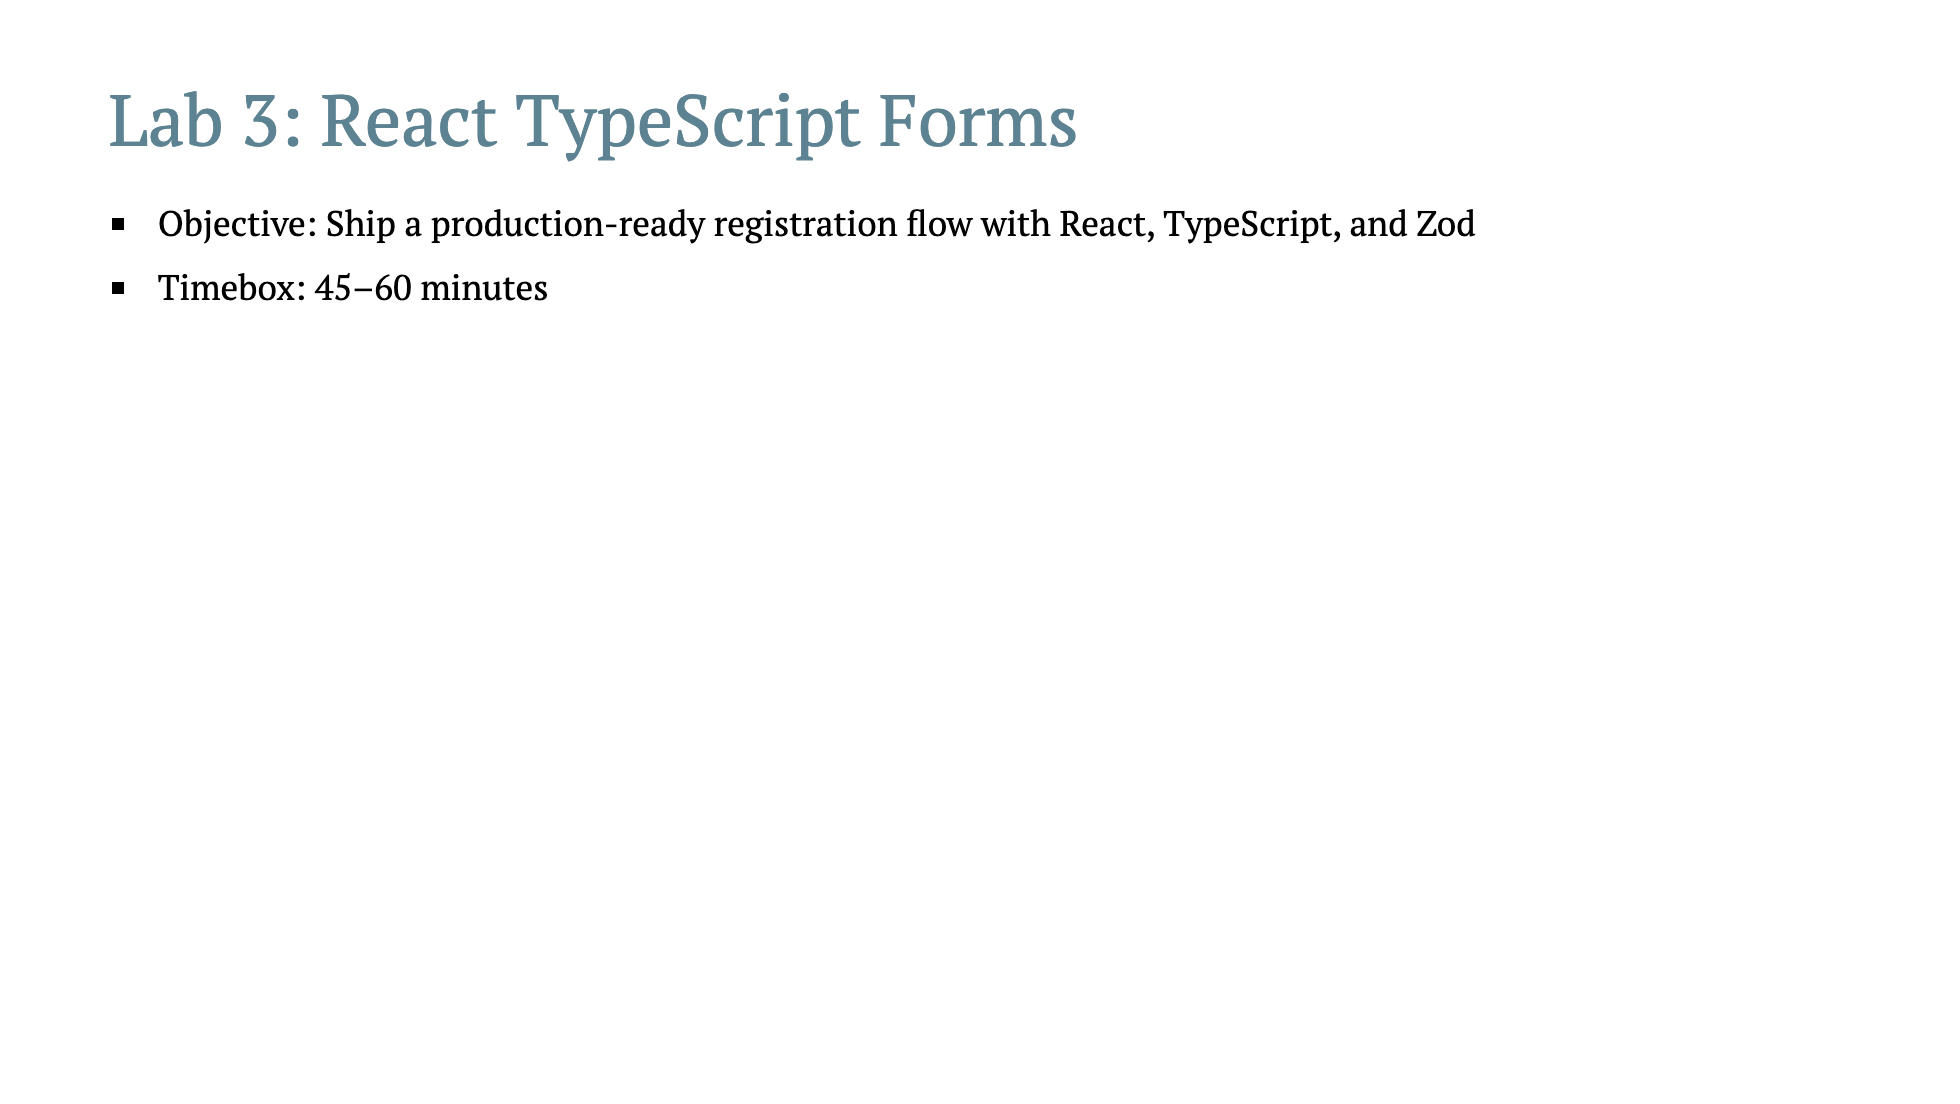 Lab 3: React TypeScript Forms
▪ Objective: Ship a production-ready registration flow with React, TypeScript, and Zod
▪ Timebox: 45–60 minutes